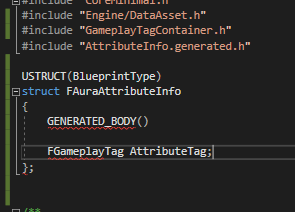 #include "CoreMinimal.h"
#include "Engine/DataAsset.h"
#include "GameplayTagContainer.h"
#include "AttributeInfo.generated.h"
USTRUCT(BlueprintType)
struct FAuraAttributeInfo
{
GENERATED_BODY()
FGameplayTag AttributeTag;
};
/**